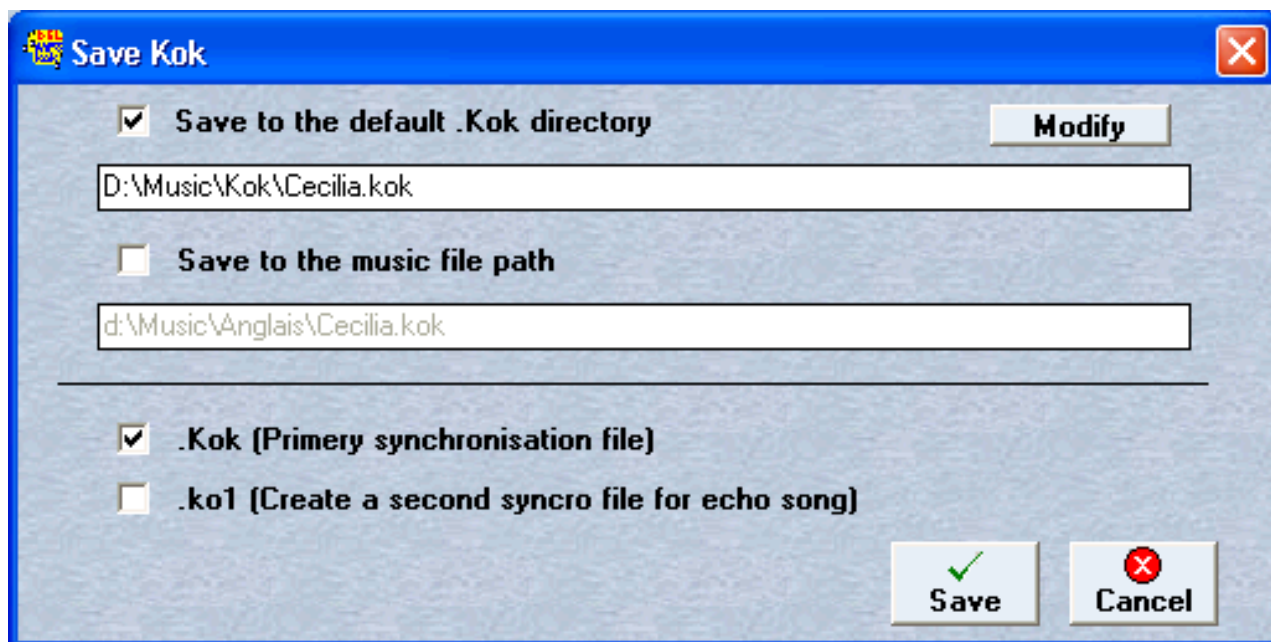 Save Kok
Save to the default .Kok directory
Modify
D:\Music\Kok\Cecilia.kok
Save to the music file path
d:\Music\Anglais\Cecilia.kok
.Kok (Primery synchronisation file)
.ko1 (Create a second syncro file for echo song)
Save
Cancel